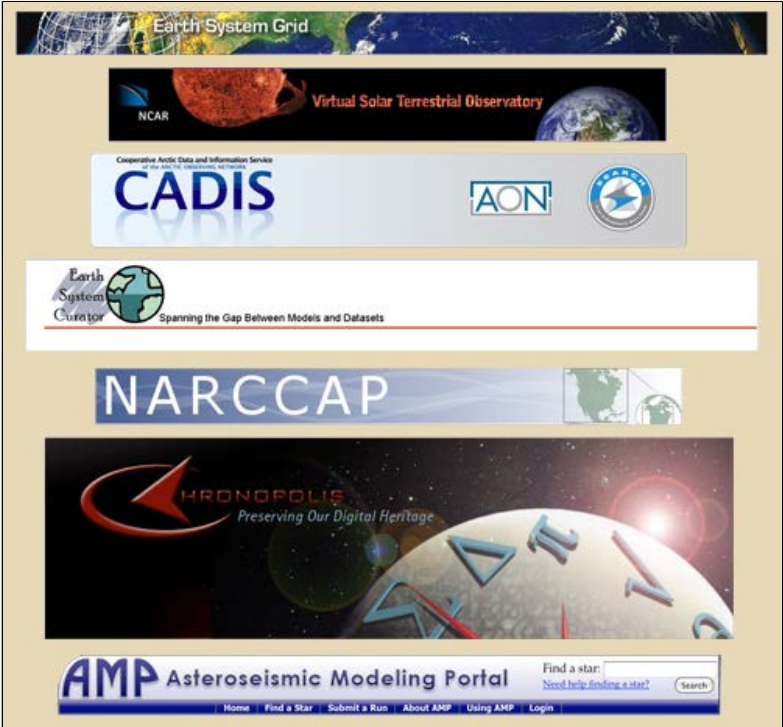 Earth System Grid
NCAR
Virtual Solar Terrestrial Observatory
Cooperative Arctic Data and Information Service
of the ARCTIC OBSERVING NETWORK
CADIS
AON
SEARCH
Earth
System
Curator
Spanning the Gap Between Models and Datasets
NARCCAP
CHRONOPOLIS
Preserving Our Digital Heritage
AMP Asteroseismic Modeling Portal
Find a star:
Need help finding a star?
Search
Home | Find a Star | Submit a Run | About AMP | Using AMP | Login